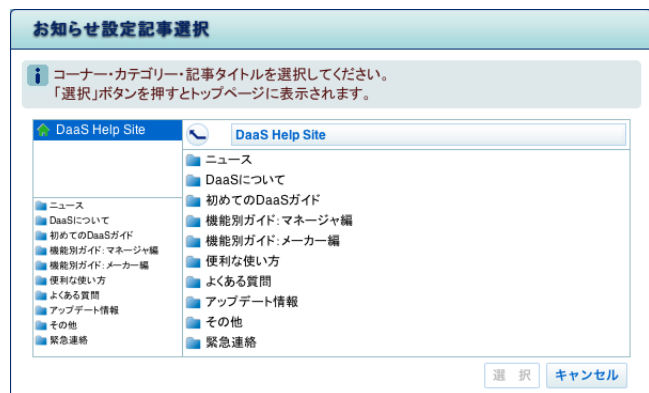 お知らせ設定記事選択
コーナー・カテゴリー・記事タイトルを選択してください。
「選択」ボタンを押すとトップページに表示されます。
DaaS Help Site
ニュース
DaaSについて
初めてのDaaSガイド
機能別ガイド:マネージャ編
機能別ガイド:メーカー編
便利な使い方
よくある質問
アップデート情報
その他
緊急連絡
DaaS Help Site
ニュース
DaaSについて
初めてのDaaSガイド
機能別ガイド:マネージャ編
機能別ガイド:メーカー編
便利な使い方
よくある質問
アップデート情報
その他
緊急連絡
選 択 キャンセル